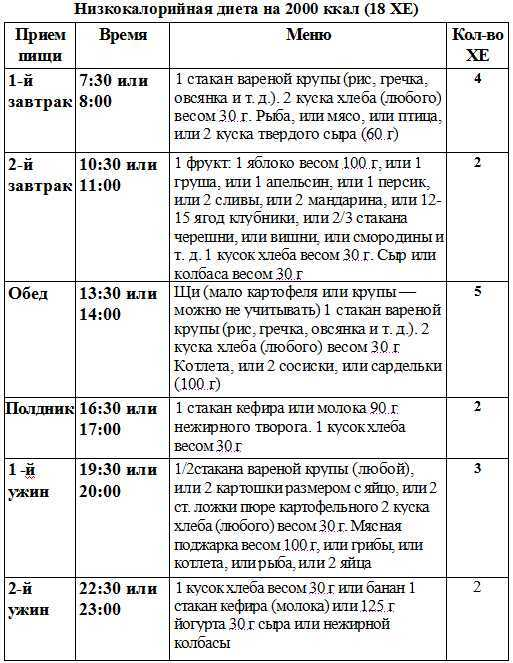 Низкокалорийная диета на 2000 ккал (18 ХЕ)
Прием пищи
Время
Меню
Кол-во ХЕ
1-й завтрак
7:30 или 8:00
1 стакан вареной крупы (рис, гречка,
овсянка и т. д.). 2 куска хлеба (любого)
весом 30 г. Рыба, или мясо, или птица,
или 2 куска твердого сыра (60 г)
4
2-й завтрак
10:30 или 11:00
1 фрукт: 1 яблоко весом 100 г, или 1
груша, или 1 апельсин, или 1 персик,
или 2 сливы, или 2 мандарина, или 12-
15 ягод клубники, или 2/3 стакана
черешни, или вишни, или смородины и
т. д. 1 кусок хлеба весом 30 г. Сыр или
колбаса весом 30 г
2
Обед
13:30 или 14:00
Щи (мало картофеля или крупы —
можно не учитывать) 1 стакан вареной
крупы (рис, гречка, овсянка и т. д.). 2
куска хлеба (любого) весом 30 г
Котлета, или 2 сосиски, или сардельки
(100 г)
5
Полдник
16:30 или 17:00
1 стакан кефира или молока 90 г
нежирного творога. 1 кусок хлеба
весом 30 г
2
1 -й ужин
19:30 или 20:00
1/2стакана вареной крупы (любой),
или 2 картошки размером с яйцо, или 2
ст. ложки пюре картофельного 2 куска
хлеба (любого) весом 30 г. Мясная
поджарка весом 100 г, или грибы, или
котлета, или рыба, или 2 яйца
3
2-й ужин
22:30 или 23:00
1 кусок хлеба весом 30 г или банан 1
стакан кефира (молока) или 125 г
йогурта 30 г сыра или нежирной
колбасы
2